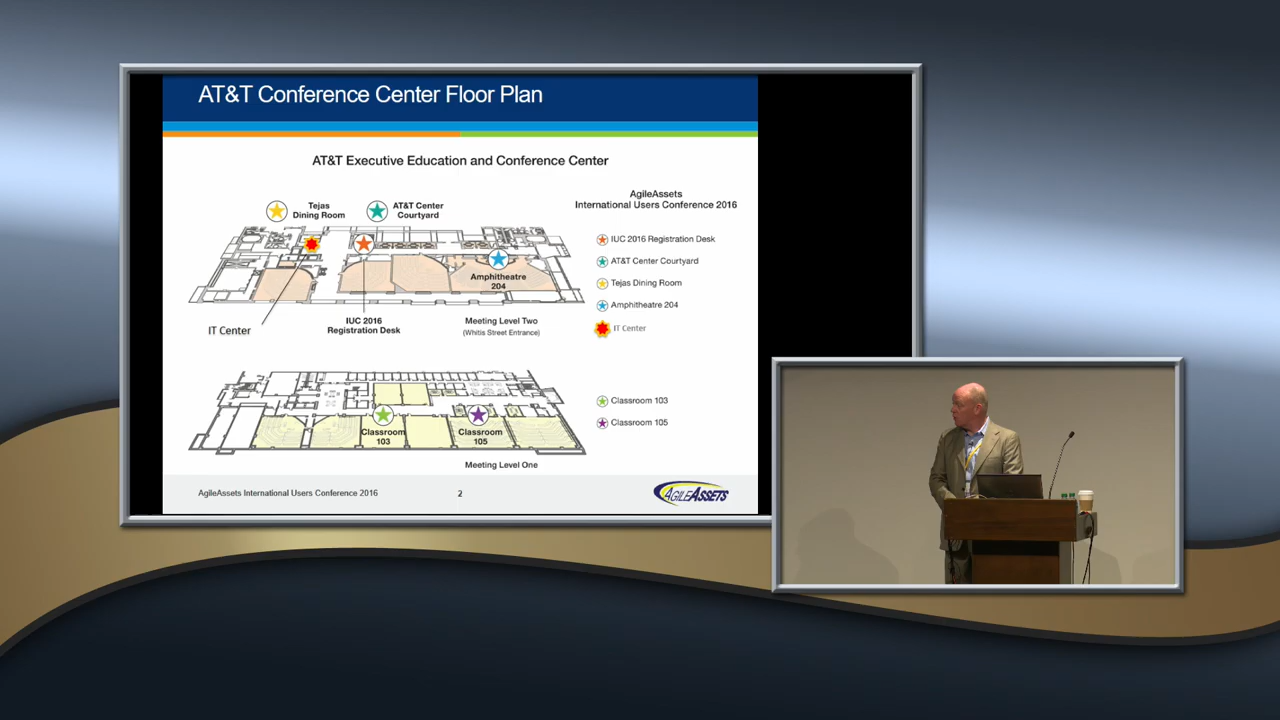 AT&T Conference Center Floor Plan
AT&T Executive Education and Conference Center
AgileAssets
International Users Conference 2016
Tejas
Dining Room
AT&T Center
Courtyard
IUC 2016 Registration Desk
AT&T Center Courtyard
Tejas Dining Room
Amphitheatre 204
IT Center
Amphitheatre
204
IT Center
IUC 2016
Registration Desk
Meeting Level Two
(Whitis Street Entrance)
Classroom 103
Classroom 105
Classroom
103
Classroom
105
Meeting Level One
AgileAssets International Users Conference 2016
2
AGILEASSETS